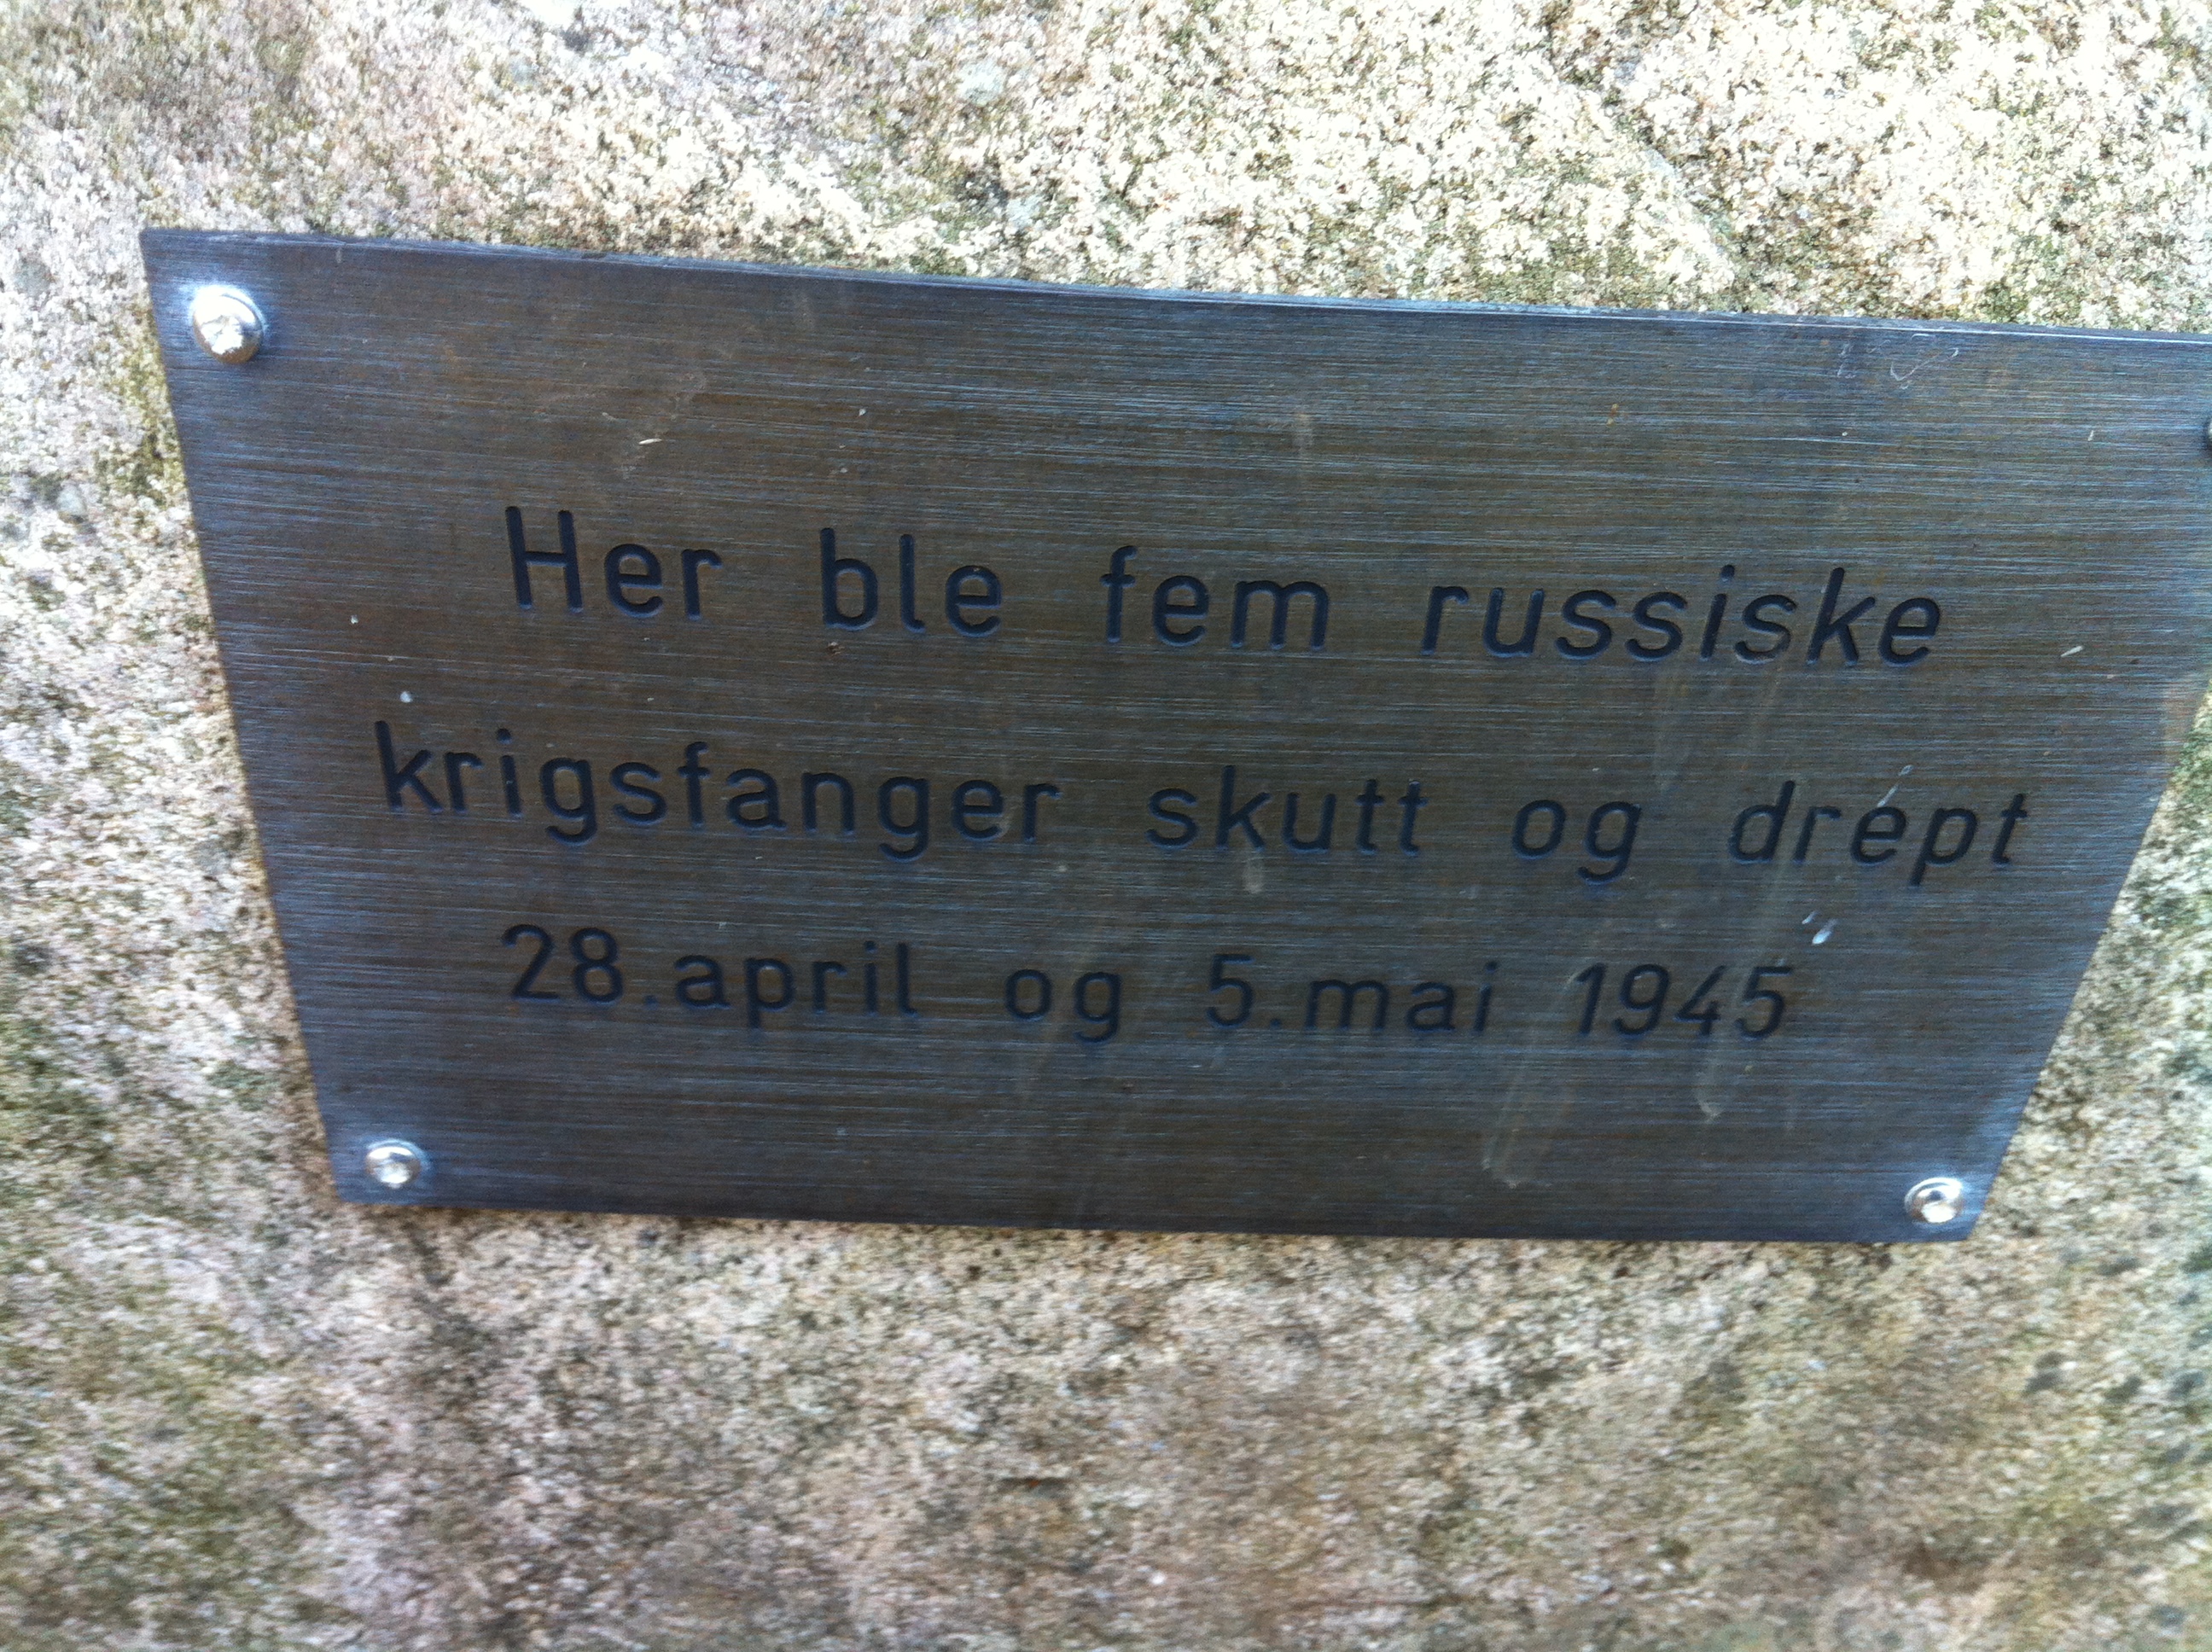 Her ble fem russiske
krigsfanger skutt og drept
28.april og 5.mai 1945